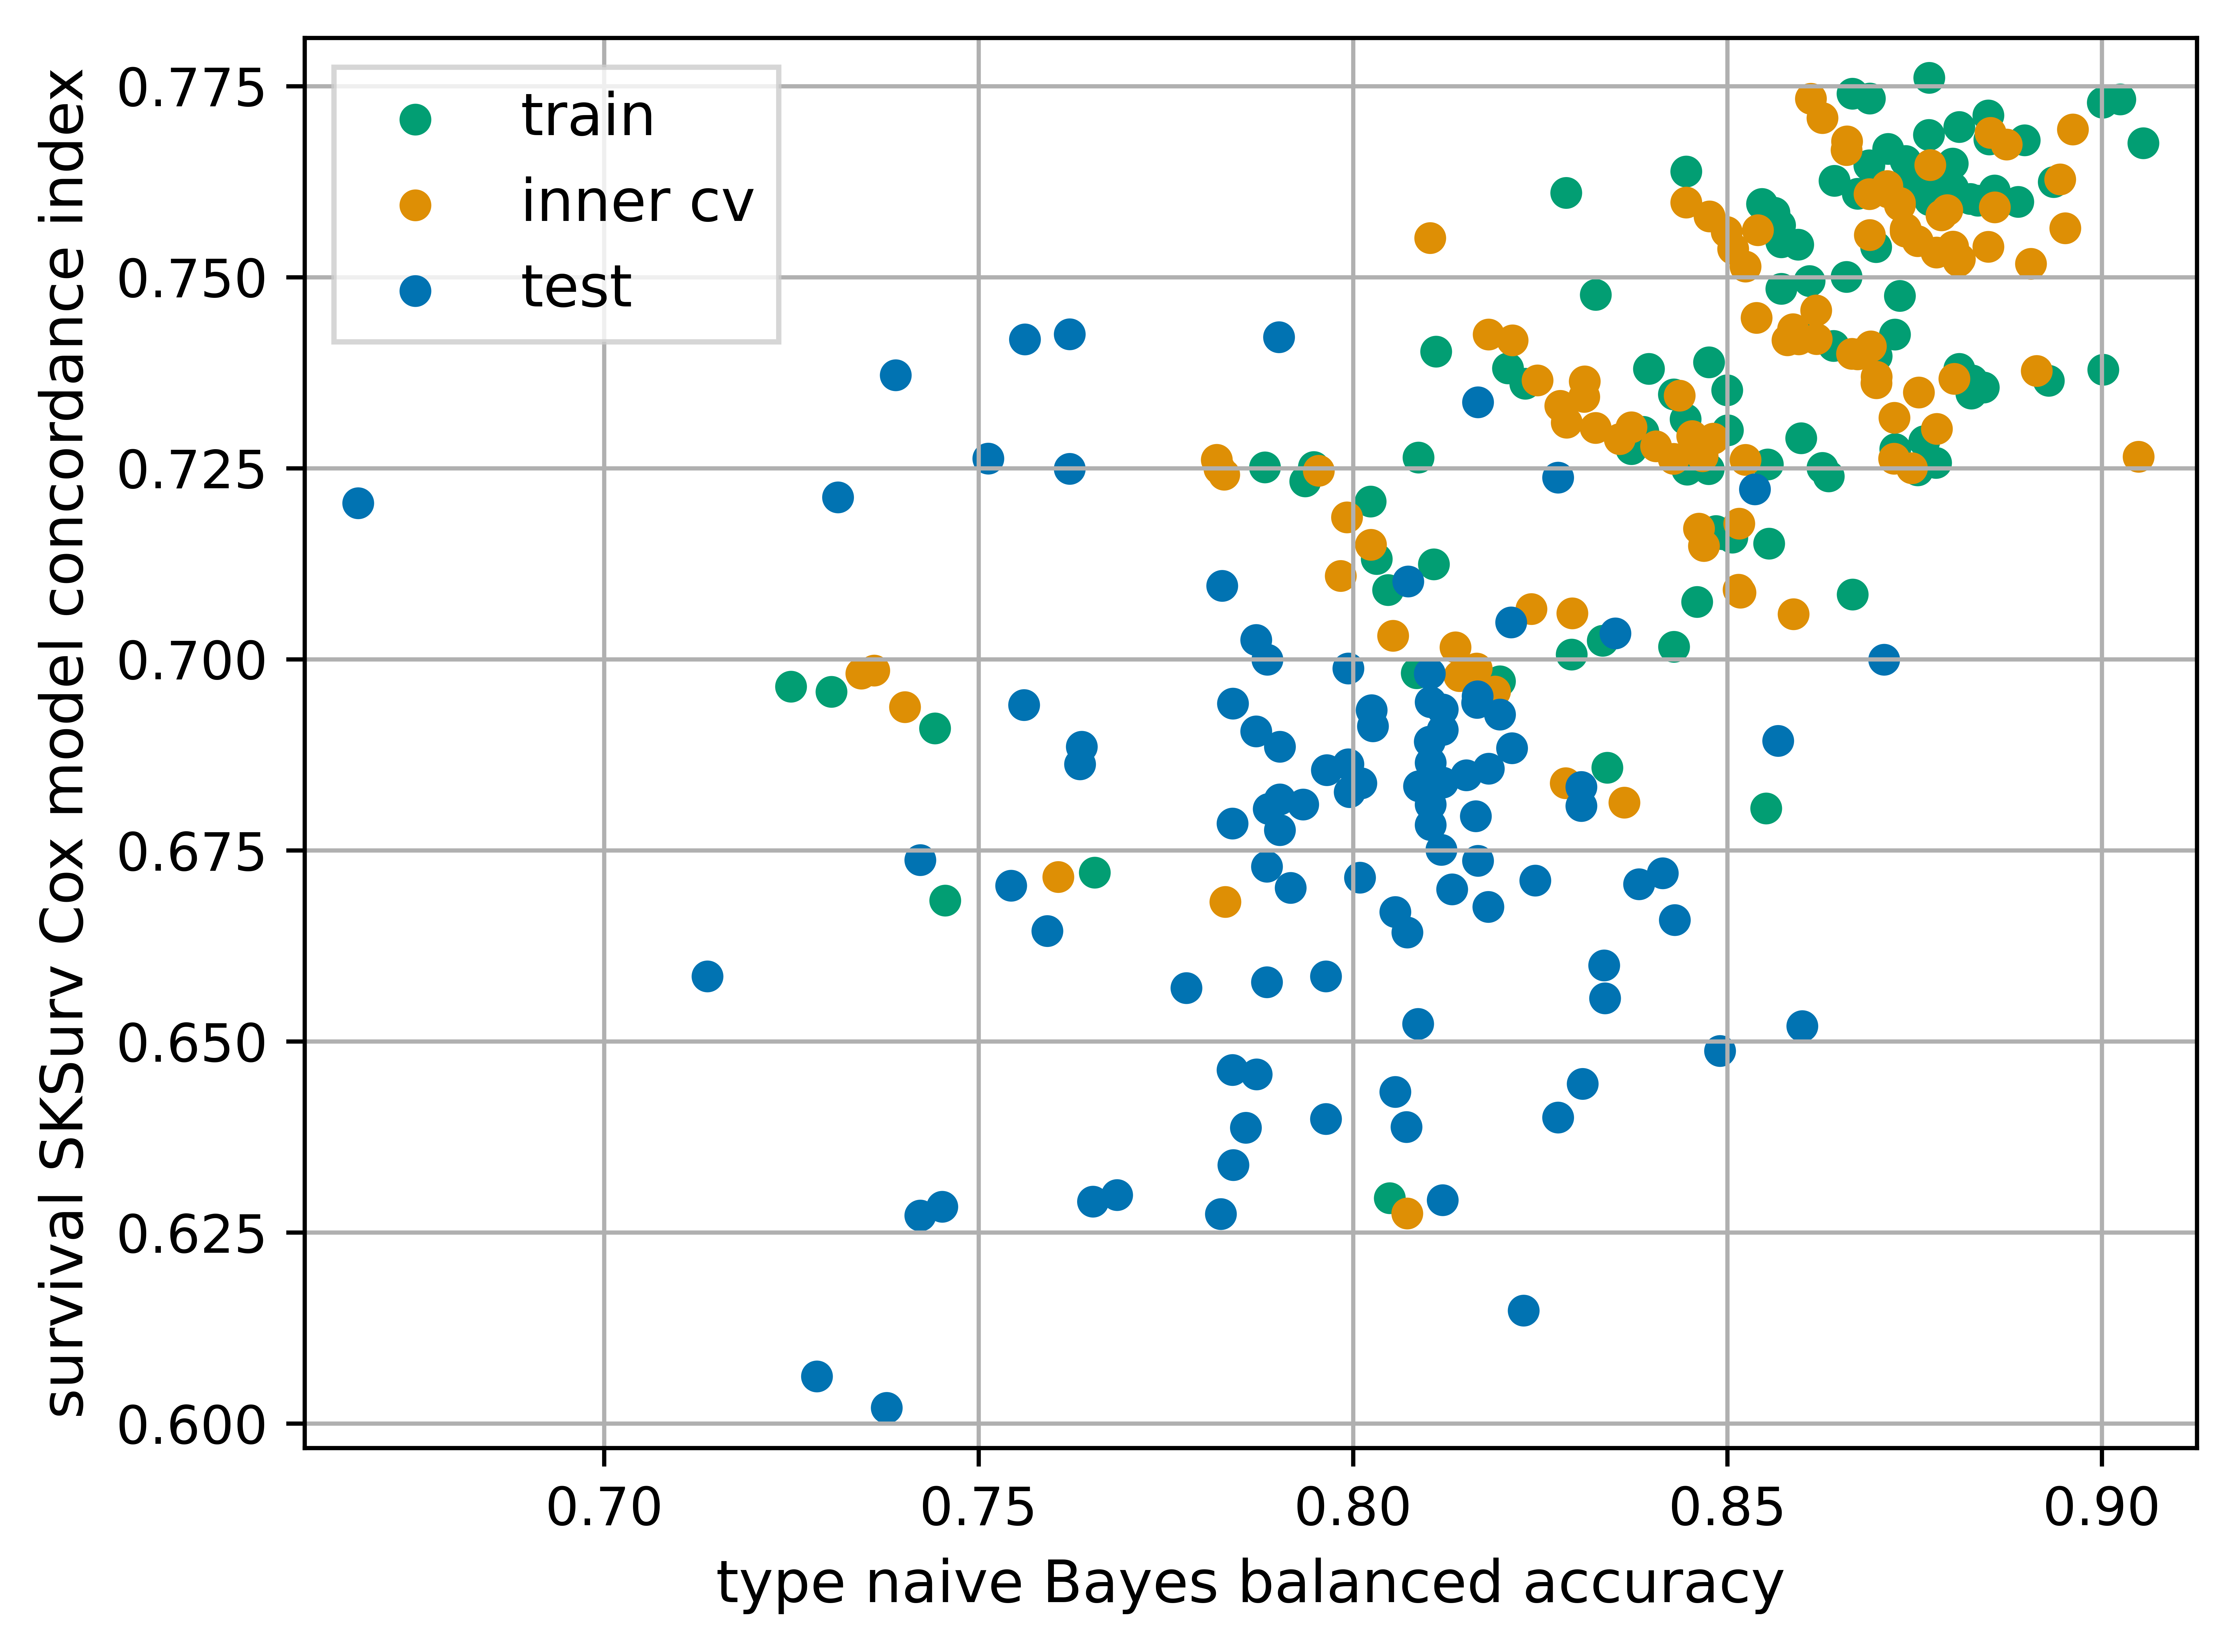 survival SKSurv Cox model concordance index
0.775
0.750
0.725
0.700
0.675
0.650
0.625
0.600
train
inner cv
test
0.70 0.75 0.80 0.85 0.90
type naive Bayes balanced accuracy